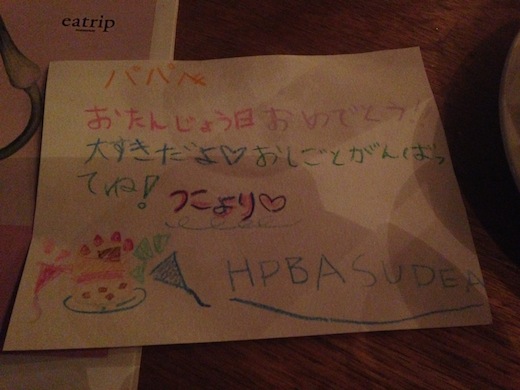 eatrip
パパへ
おたんじょう日おめでとう!
大すきだよ♡おしごとがんばっ
てね!
つこより♡
HPBASUDEA